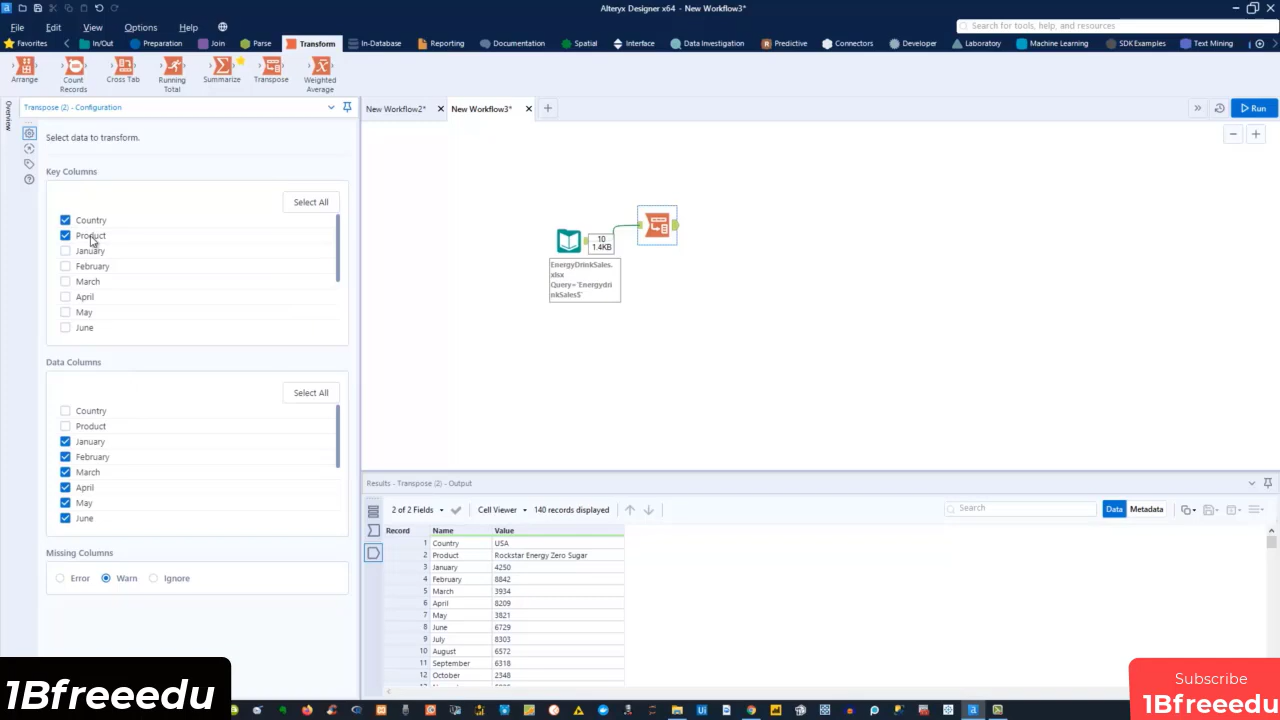 Alteryx Designer x64 - New Workflow3*
File Edit View Options Help
Search for tools, help, and resources
Favorites In/Out Preparation Join Parse Transform In-Database Reporting Documentation Spatial Interface Data Investigation Predictive Connectors Developer Laboratory Machine Learning SDK Examples Text Mining
Arrange Count Records Cross Tab Running Total Summarize Transpose Weighted Average
Overview
Transpose (2) - Configuration
New Workflow2* New Workflow3*
Run
Select data to transform.
Key Columns
Select All
Country
Product
January
February
March
April
May
June
Data Columns
Select All
Country
Product
January
February
March
April
May
June
Missing Columns
Error Warn Ignore
10
1.4KB
EnergyDrinkSales.
xlsx
Query=`Energydri
nkSales$`
Results - Transpose (2) - Output
2 of 2 Fields Cell Viewer 140 records displayed Search Data Metadata
Record Name Value
1 Country USA
2 Product Rockstar Energy Zero Sugar
3 January 4250
4 February 8842
5 March 3934
6 April 8209
7 May 3821
8 June 6729
9 July 8303
10 August 6572
11 September 6318
12 October 2348
1Bfreeedu
Subscribe
1Bfreeedu